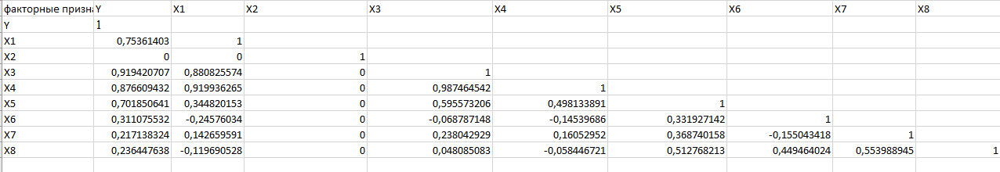 факторные призна Y X1 X2 X3 X4 X5 X6 X7 X8
Y 1
X1 0,75361403 1
X2 0 0 1
X3 0,919420707 0,880825574 0 1
X4 0,876609432 0,919936265 0 0,987464542 1
X5 0,701850641 0,344820153 0 0,595573206 0,498133891 1
X6 0,311075532 -0,24576034 0 -0,068787148 -0,14539686 0,331927142 1
X7 0,217138324 0,142659591 0 0,238042929 0,16052952 0,368740158 -0,155043418 1
X8 0,236447638 -0,119690528 0 0,048085083 -0,058446721 0,512768213 0,449464024 0,553988945 1